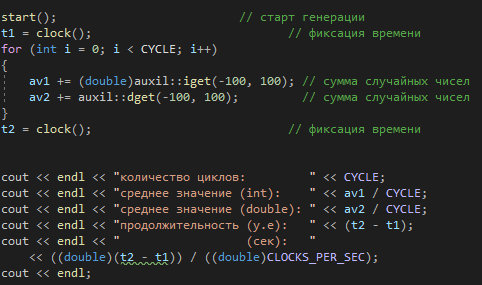 start();                          // старт генерации
t1 = clock();                            // фиксация времени
for (int i = 0; i < CYCLE; i++)
{
    av1 += (double)auxil::iget(-100, 100); // сумма случайных чисел
    av2 += auxil::dget(-100, 100);         // сумма случайных чисел
}
t2 = clock();                            // фиксация времени
cout << endl << "количество циклов:         " << CYCLE;
cout << endl << "среднее значение (int):    " << av1 / CYCLE;
cout << endl << "среднее значение (double): " << av2 / CYCLE;
cout << endl << "продолжительность (у.е):   " << (t2 - t1);
cout << endl << "                  (сек):   "
    << ((double)(t2 - t1)) / ((double)CLOCKS_PER_SEC);
cout << endl;